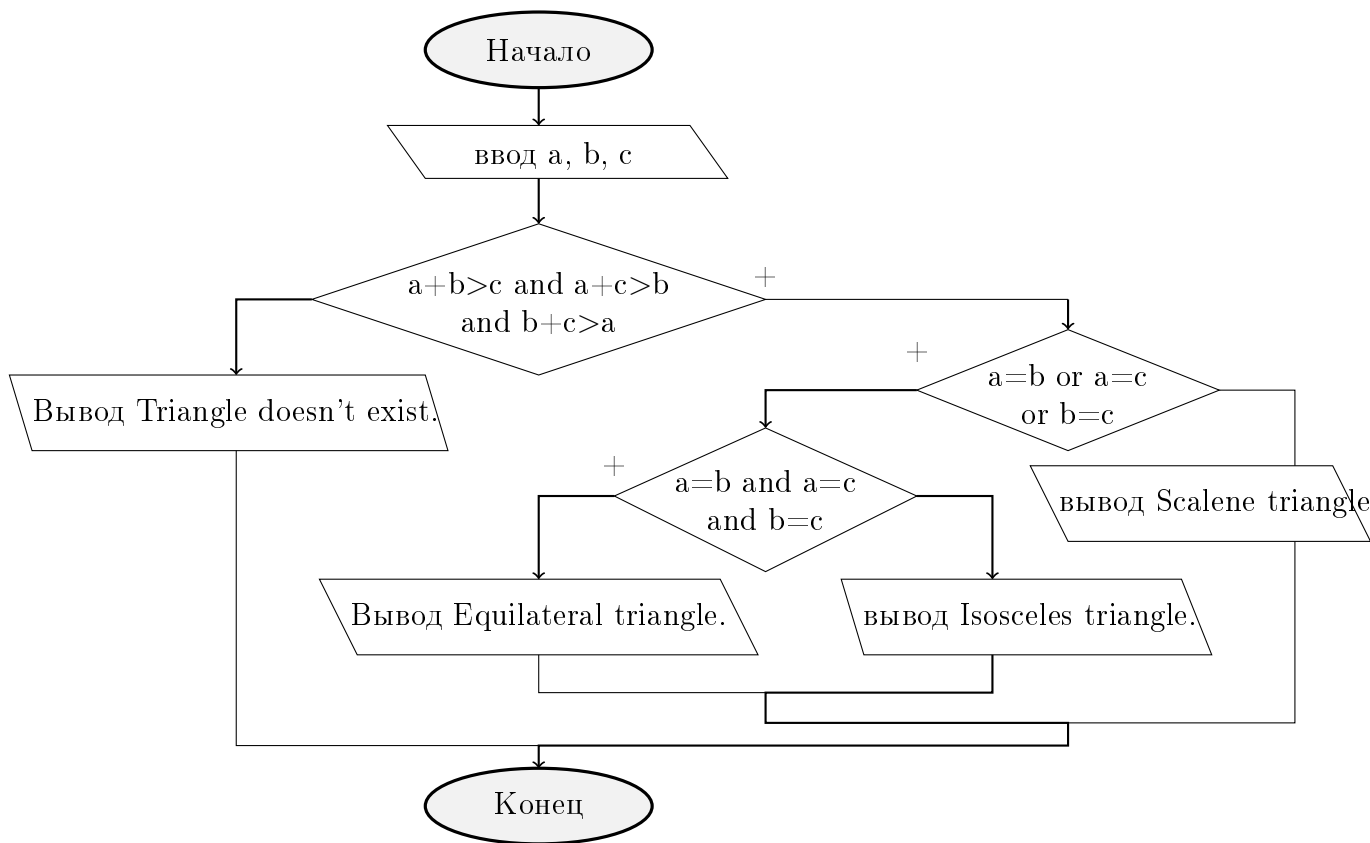 Начало
ввод a, b, c
a+b>c and a+c>b
and b+c>a
+
+
a=b or a=c
or b=c
Вывод Triangle doesn't exist.
+
a=b and a=c
and b=c
вывод Scalene triangle
Вывод Equilateral triangle.
вывод Isosceles triangle.
Конец